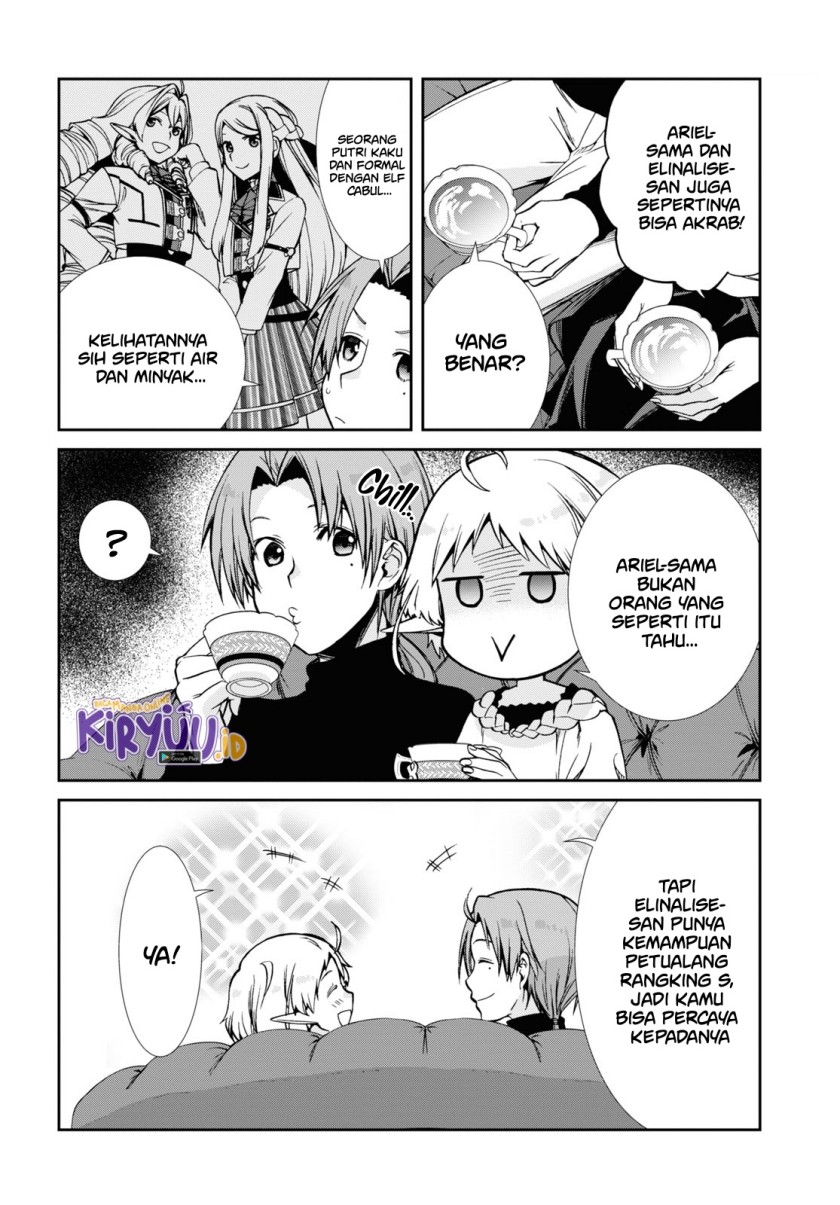 ARIEL-
SAMA DAN
ELINALISE-
SAN JUGA
SEPERTINYA
BISA AKRAB!
YANG
BENAR?
SEORANG
PUTRI KAKU
DAN FORMAL
DENGAN ELF
CABUL...
KELIHATANNYA
SIH SEPERTI AIR
DAN MINYAK...
Chill...
ARIEL-SAMA
BUKAN
ORANG YANG
SEPERTI ITU
TAHU...
?
KIRYUU.iD
Google Play
TAPI
ELINALISE-
SAN PUNYA
KEMAMPUAN
PETUALANG
RANGKING S,
JADI KAMU
BISA PERCAYA
KEPADANYA
YA!